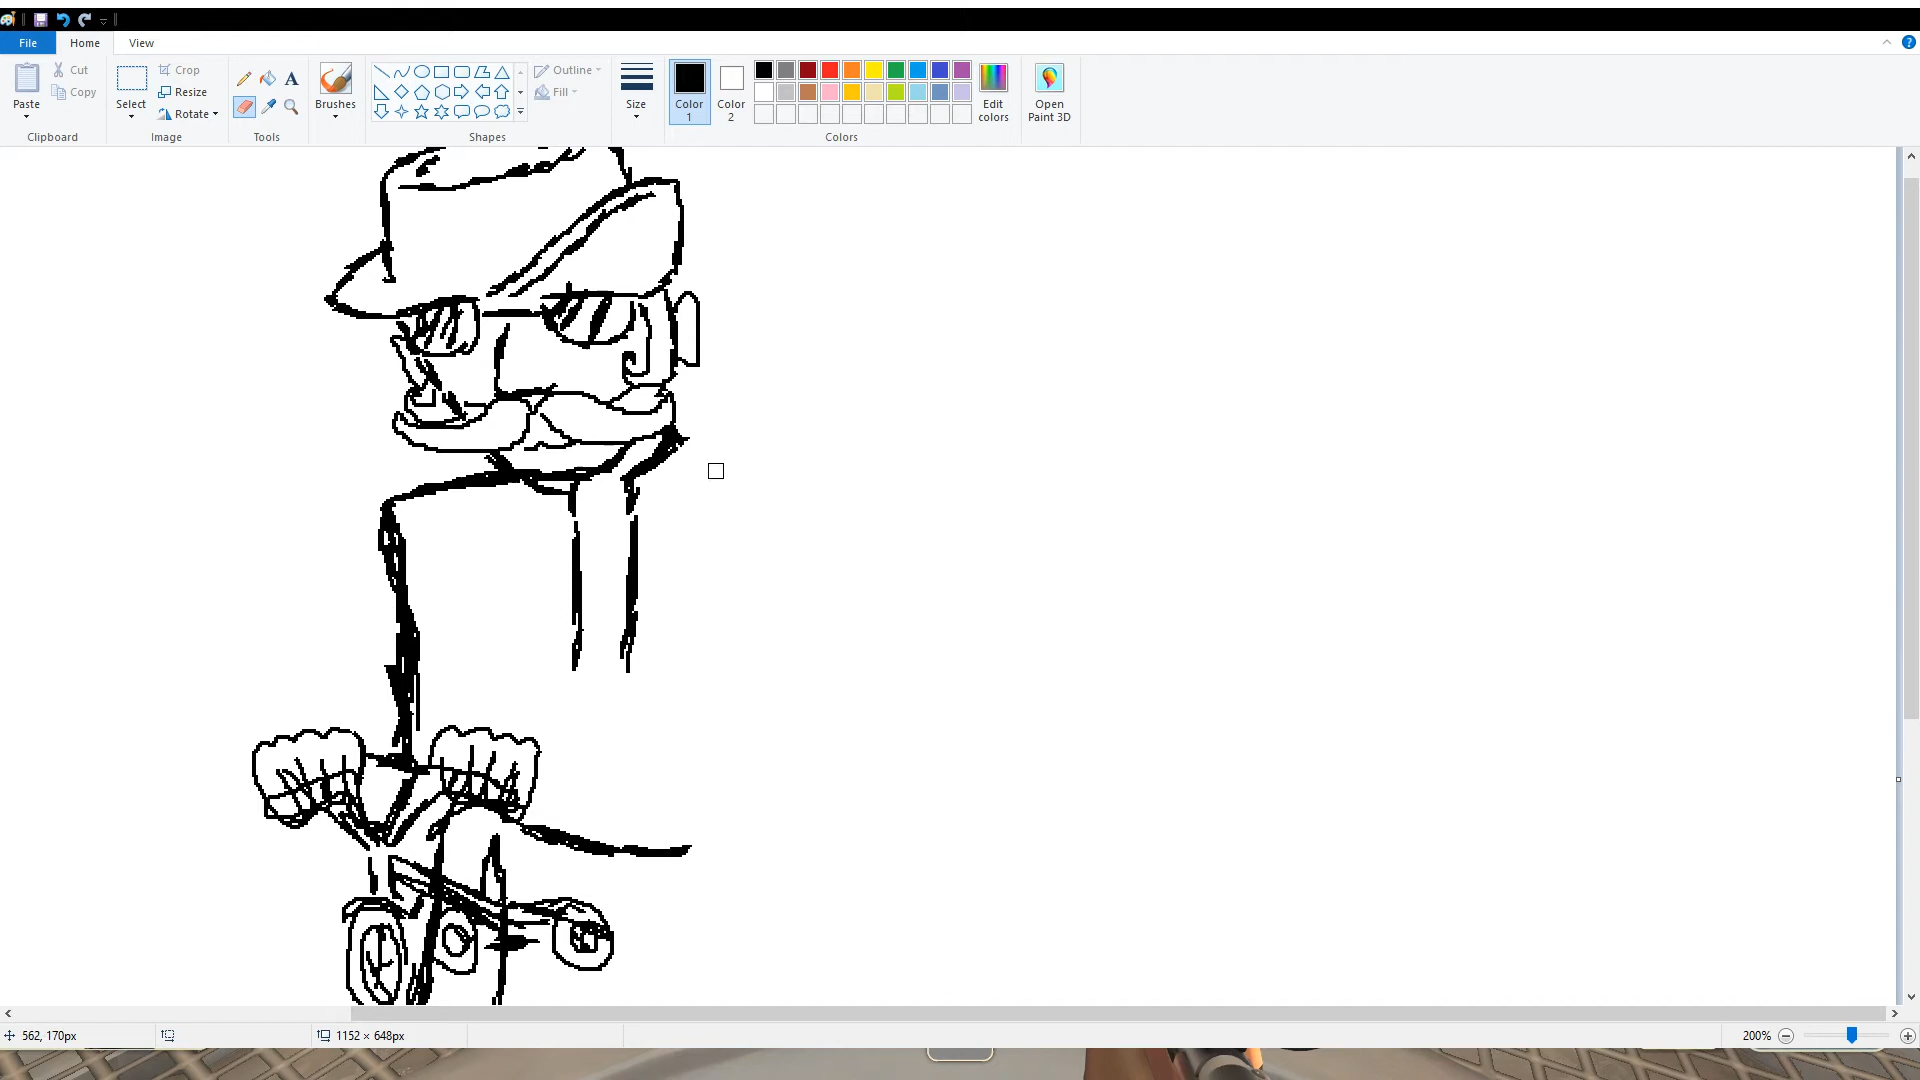 File Home View
Paste Cut Copy
Select Crop Resize Rotate
A
Brushes
Outline Fill
Size
Color 1 Color 2
Edit colors
Open Paint 3D
Clipboard Image Tools Shapes Colors
562, 170px 1152 × 648px 200%